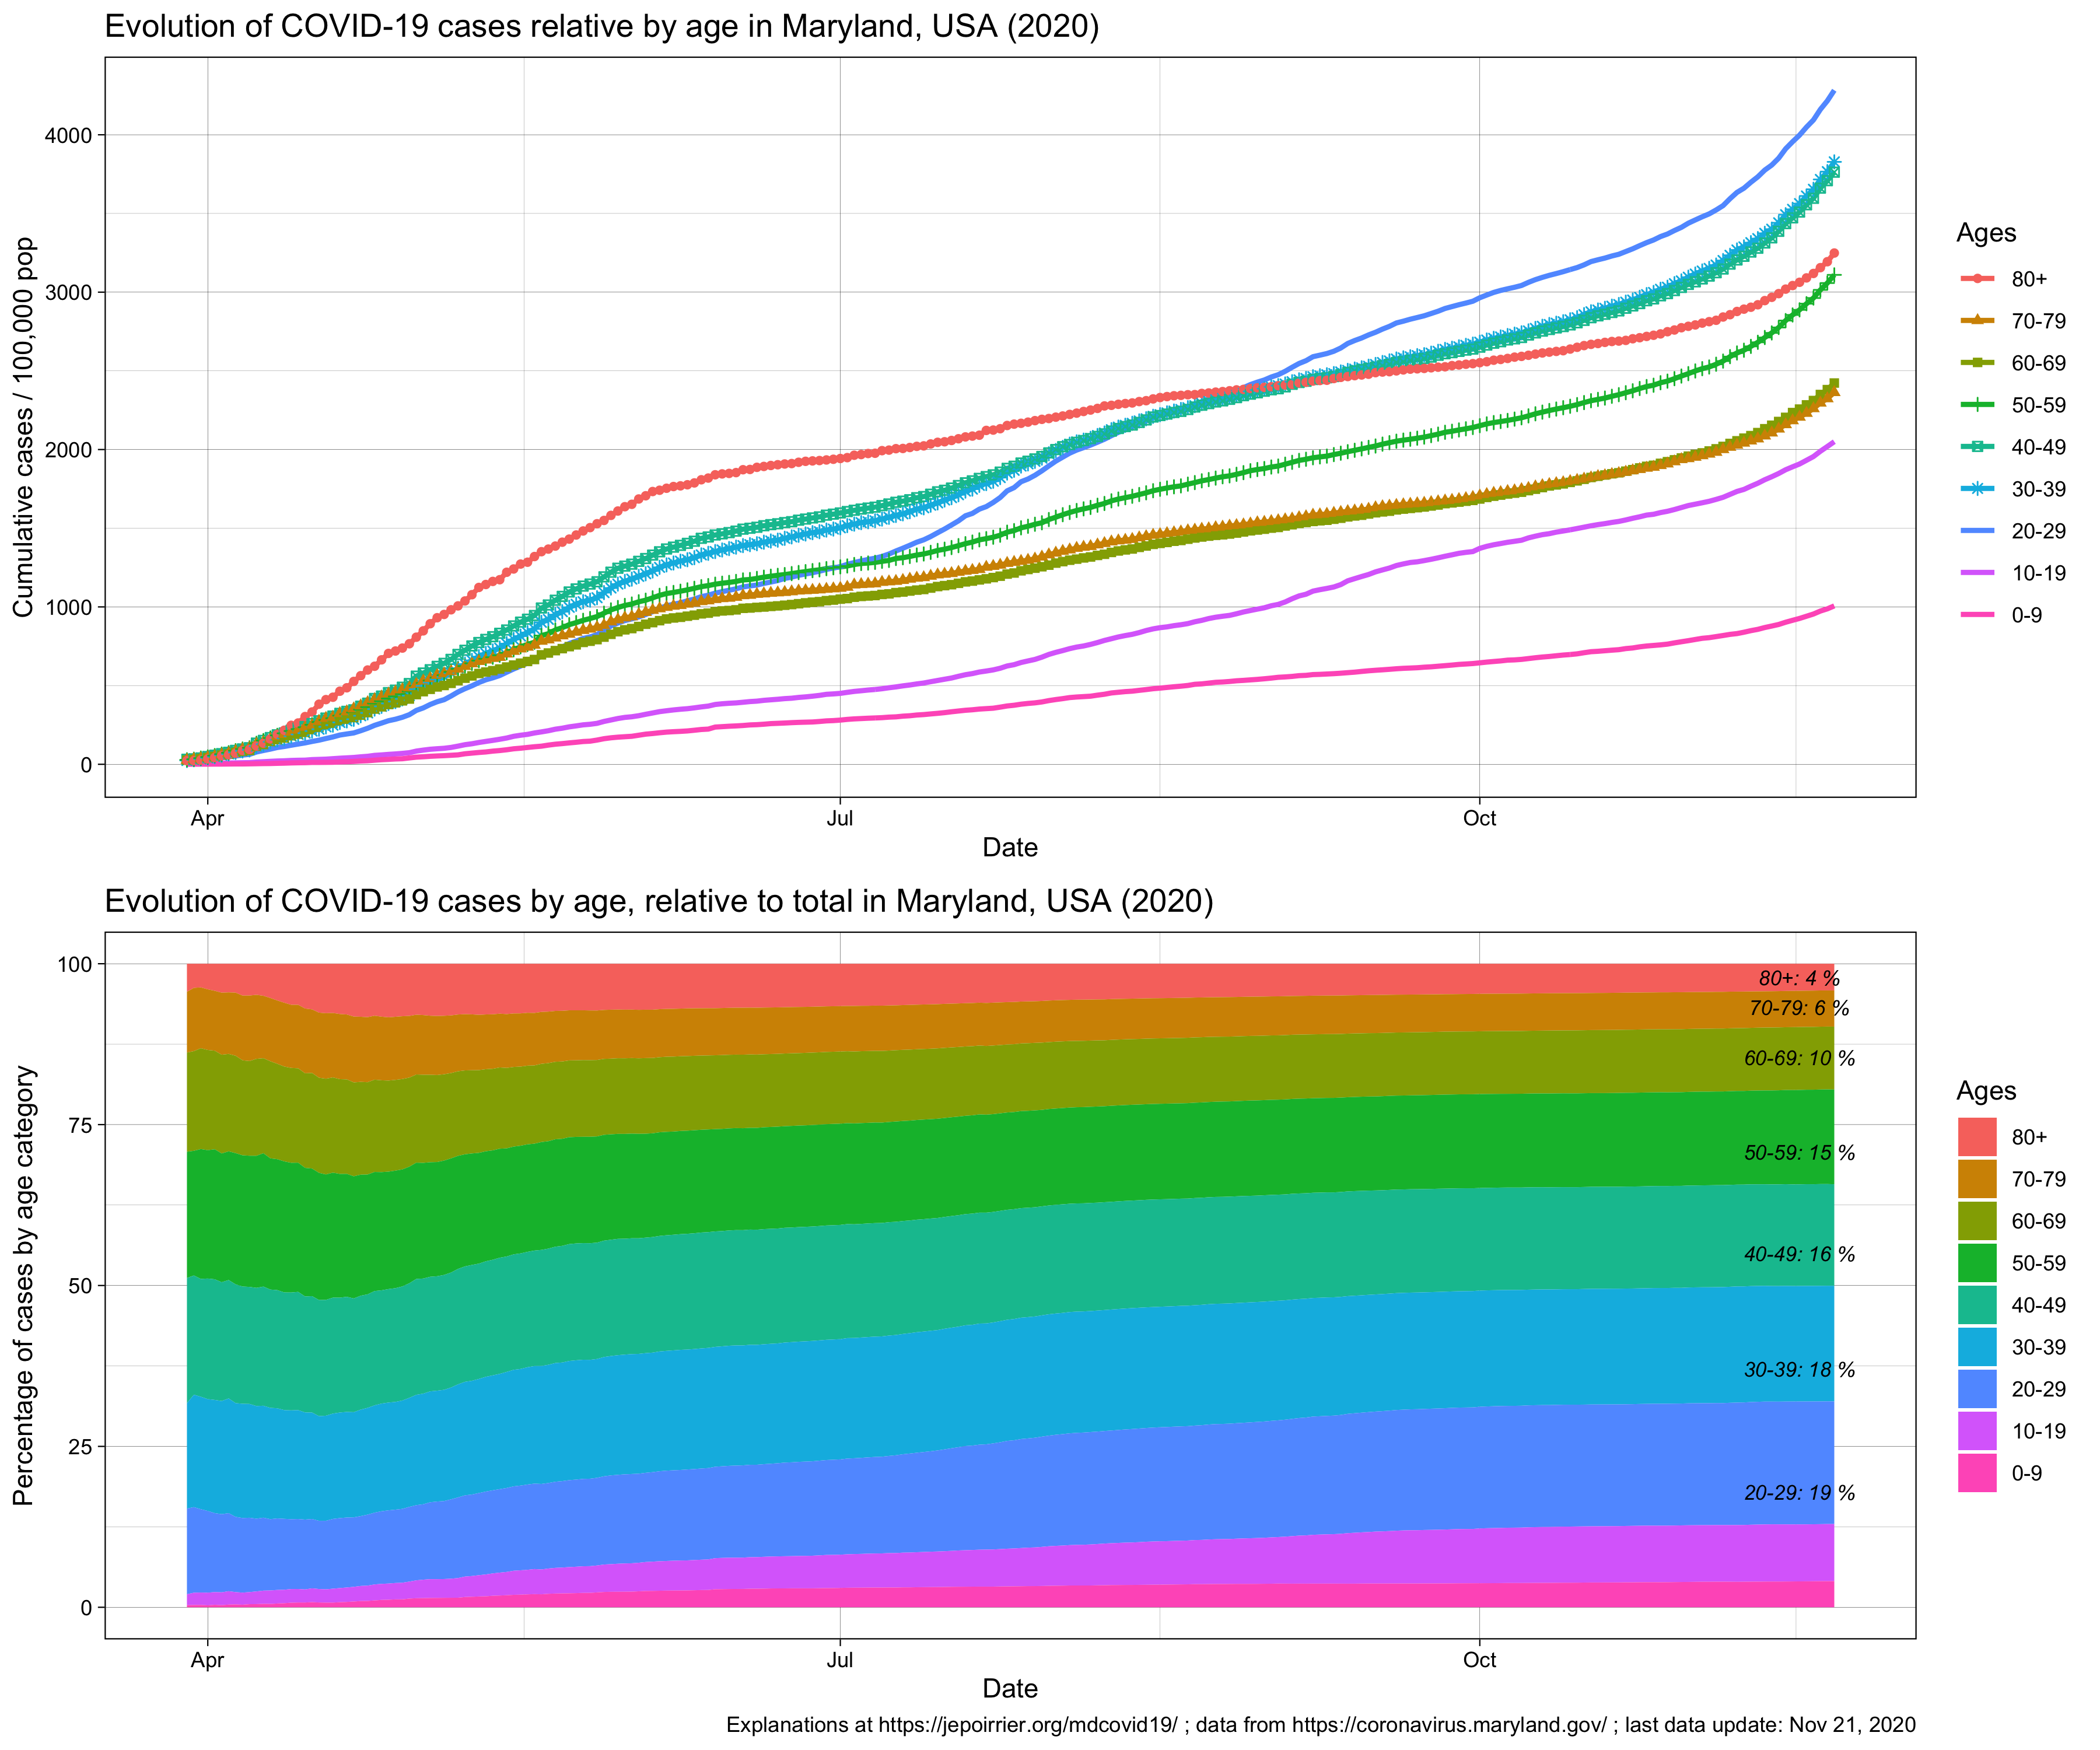 Evolution of COVID-19 cases relative by age in Maryland, USA (2020)
Cumulative cases / 100,000 pop
4000
3000
2000
1000
0
Apr
Jul
Oct
Date
Ages
80+
70-79
60-69
50-59
40-49
30-39
20-29
10-19
0-9
Evolution of COVID-19 cases by age, relative to total in Maryland, USA (2020)
Percentage of cases by age category
100
75
50
25
0
80+: 4 %
70-79: 6 %
60-69: 10 %
50-59: 15 %
40-49: 16 %
30-39: 18 %
20-29: 19 %
Apr
Jul
Oct
Date
Ages
80+
70-79
60-69
50-59
40-49
30-39
20-29
10-19
0-9
Explanations at https://jepoirrier.org/mdcovid19/ ; data from https://coronavirus.maryland.gov/ ; last data update: Nov 21, 2020